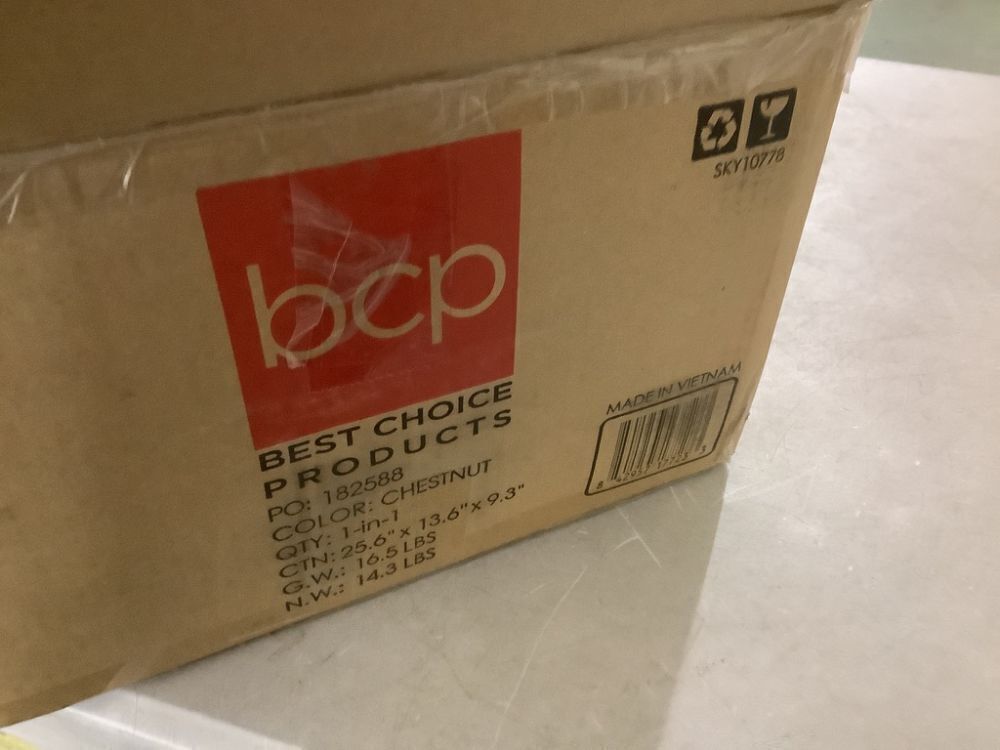 SKY10778
bcp
BEST CHOICE
PRODUCTS
PO: 182588
COLOR: CHESTNUT
QTY: 1-in-1
CTN: 25.6" x 13.6" x 9.3"
G.W.: 16.5 LBS
N.W.: 14.3 LBS
MADE IN VIETNAM